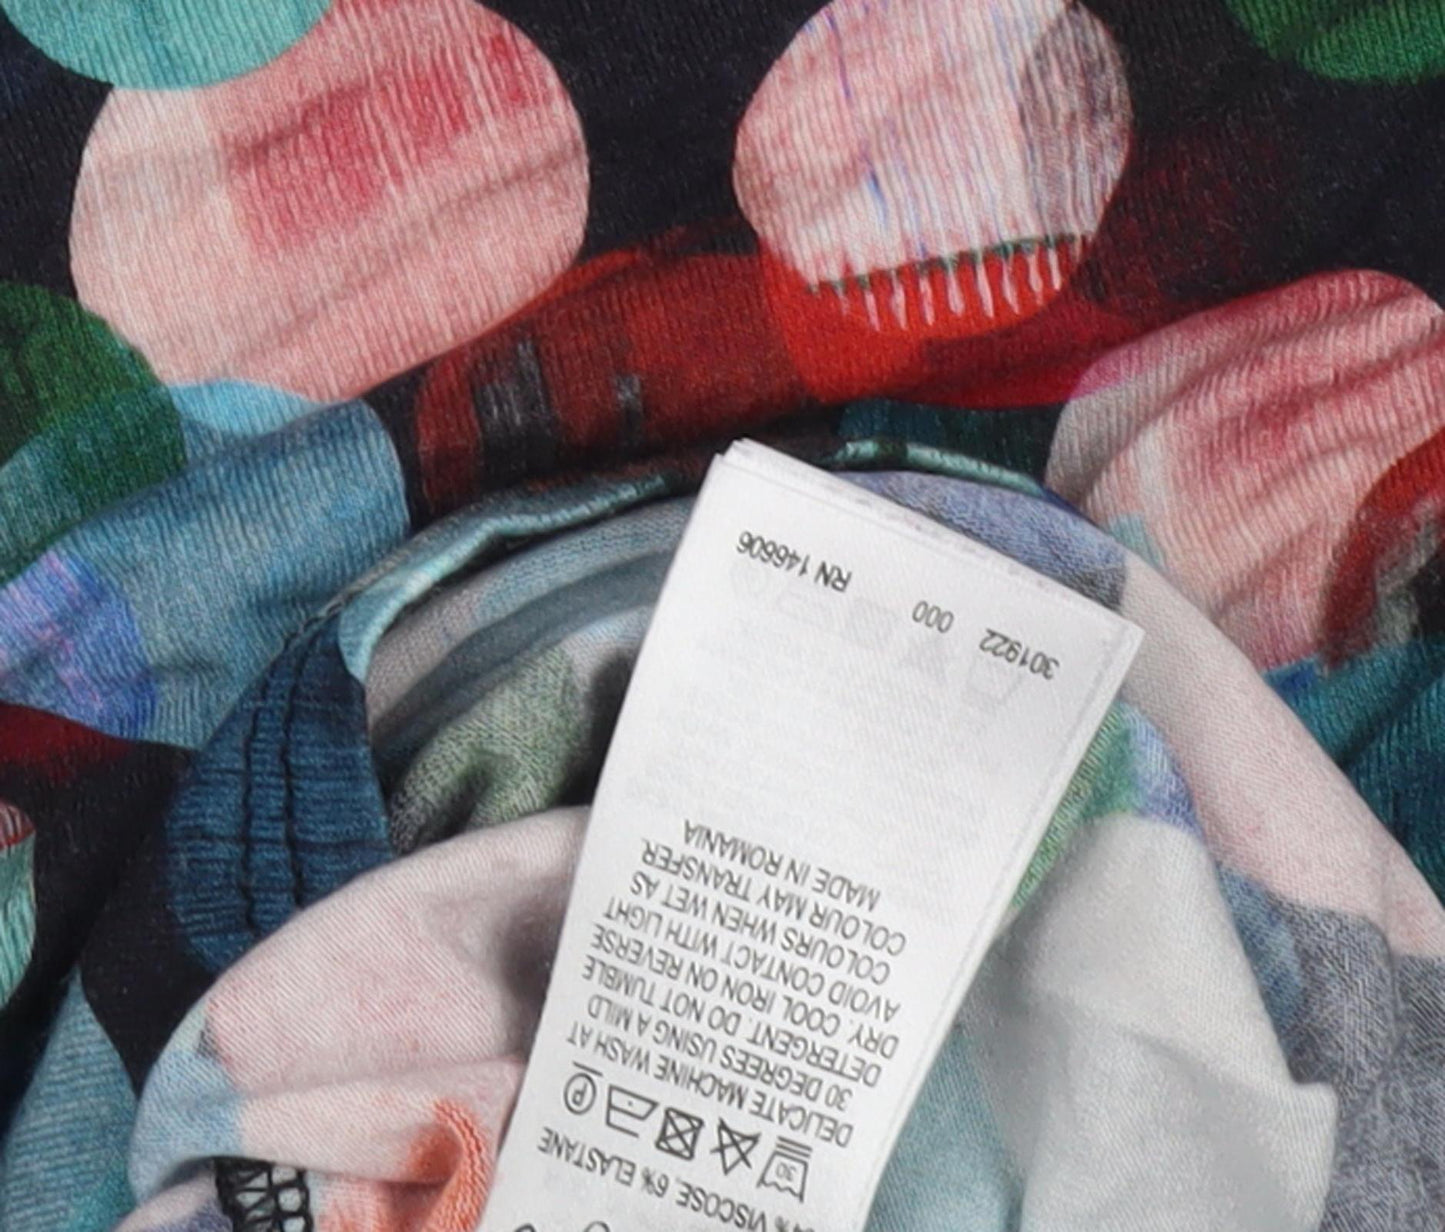 4% VISCOSE, 6% ELASTANE
30
P
DELICATE MACHINE WASH AT
30 DEGREES USING A MILD
DETERGENT. DO NOT TUMBLE
DRY. COOL IRON ON REVERSE
AVOID CONTACT WITH LIGHT
COLOURS WHEN WET AS
COLOUR MAY TRANSFER.
MADE IN ROMANIA
301922 000 RN 146606